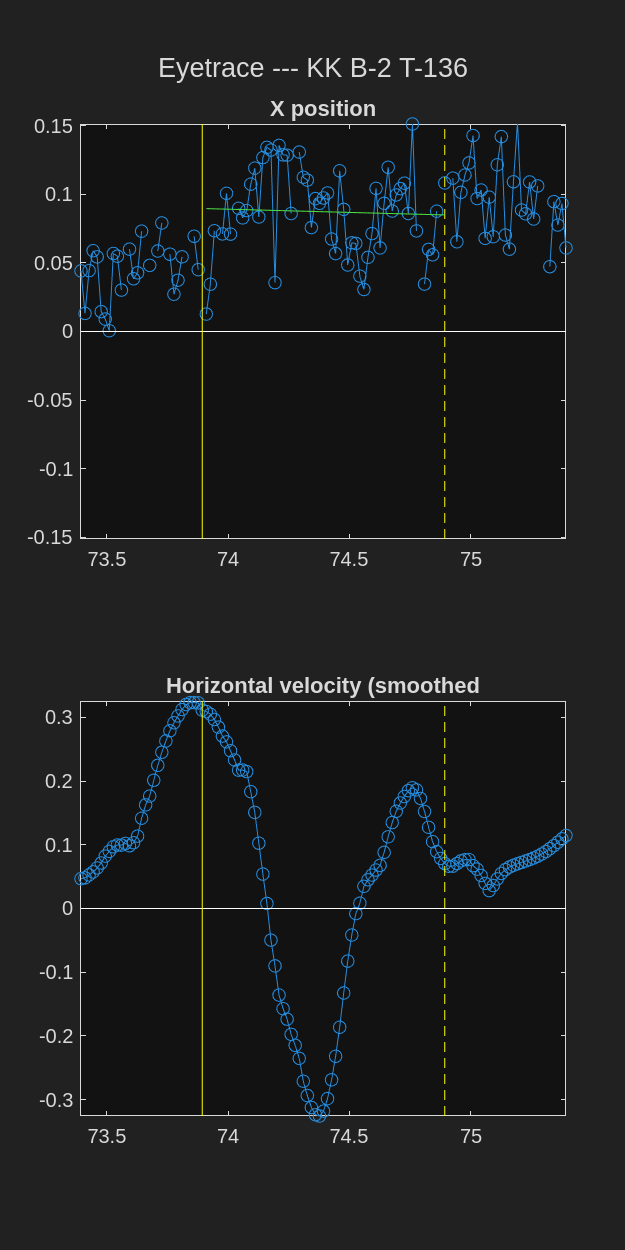 Eyetrace --- KK B-2 T-136
X position
0.15
0.1
0.05
0
-0.05
-0.1
-0.15
73.5 74 74.5 75
Horizontal velocity (smoothed
0.3
0.2
0.1
0
-0.1
-0.2
-0.3
73.5 74 74.5 75